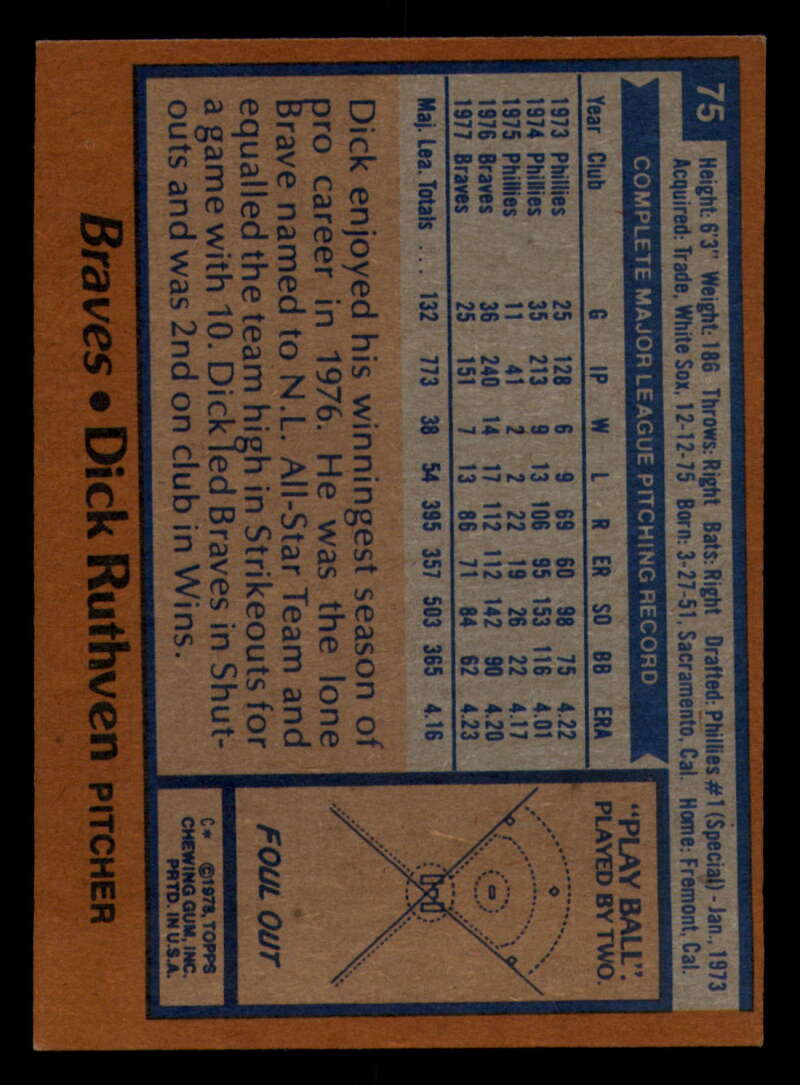 75
Height: 6'3" Weight: 186 Throws: Right Bats: Right Drafted: Phillies #1 (Special) - Jan., 1973
Acquired: Trade, White Sox, 12-12-75 Born: 3-27-51, Sacramento, Cal. Home: Fremont, Cal.
COMPLETE MAJOR LEAGUE PITCHING RECORD
Year Club G IP W L R ER SO BB ERA
1973 Phillies 25 128 6 9 69 60 98 75 4.22
1974 Phillies 35 213 9 13 106 95 153 116 4.01
1975 Phillies 11 41 2 2 22 19 26 22 4.17
1976 Braves 36 240 14 17 112 112 142 90 4.20
1977 Braves 25 151 7 13 86 71 84 62 4.23
Maj. Lea. Totals ... 132 773 38 54 395 357 503 365 4.16
Dick enjoyed his winningest season of
pro career in 1976. He was the lone
Brave named to N.L. All-Star Team and
equalled the team high in Strikeouts for
a game with 10. Dick led Braves in Shut-
outs and was 2nd on club in Wins.
"PLAY BALL":
PLAYED BY TWO.
FOUL OUT
C* ©1978, TOPPS
CHEWING GUM, INC.
PRTD. IN U.S.A.
Braves • Dick Ruthven PITCHER